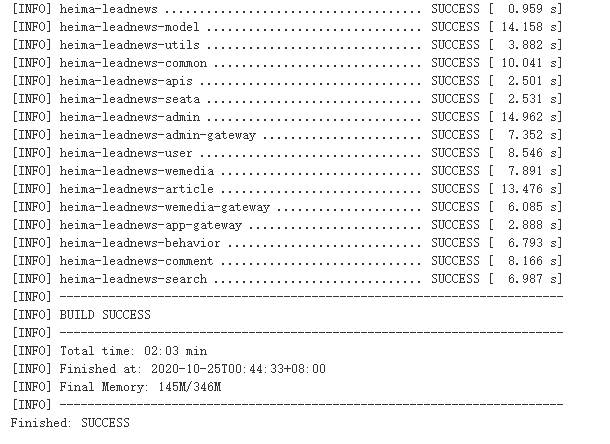 [INFO] heima-leadnews ..................................... SUCCESS [  0.959 s]
[INFO] heima-leadnews-model ............................... SUCCESS [ 14.158 s]
[INFO] heima-leadnews-utils ............................... SUCCESS [  3.882 s]
[INFO] heima-leadnews-common .............................. SUCCESS [ 10.041 s]
[INFO] heima-leadnews-apis ................................ SUCCESS [  2.501 s]
[INFO] heima-leadnews-seata ............................... SUCCESS [  2.531 s]
[INFO] heima-leadnews-admin ............................... SUCCESS [ 14.962 s]
[INFO] heima-leadnews-admin-gateway ....................... SUCCESS [  7.352 s]
[INFO] heima-leadnews-user ................................ SUCCESS [  8.546 s]
[INFO] heima-leadnews-wemedia ............................. SUCCESS [  7.891 s]
[INFO] heima-leadnews-article ............................. SUCCESS [ 13.476 s]
[INFO] heima-leadnews-wemedia-gateway ..................... SUCCESS [  6.085 s]
[INFO] heima-leadnews-app-gateway ......................... SUCCESS [  2.888 s]
[INFO] heima-leadnews-behavior ............................ SUCCESS [  6.793 s]
[INFO] heima-leadnews-comment ............................. SUCCESS [  8.166 s]
[INFO] heima-leadnews-search .............................. SUCCESS [  6.987 s]
[INFO] ------------------------------------------------------------------------
[INFO] BUILD SUCCESS
[INFO] ------------------------------------------------------------------------
[INFO] Total time: 02:03 min
[INFO] Finished at: 2020-10-25T00:44:33+08:00
[INFO] Final Memory: 145M/346M
[INFO] ------------------------------------------------------------------------
Finished: SUCCESS